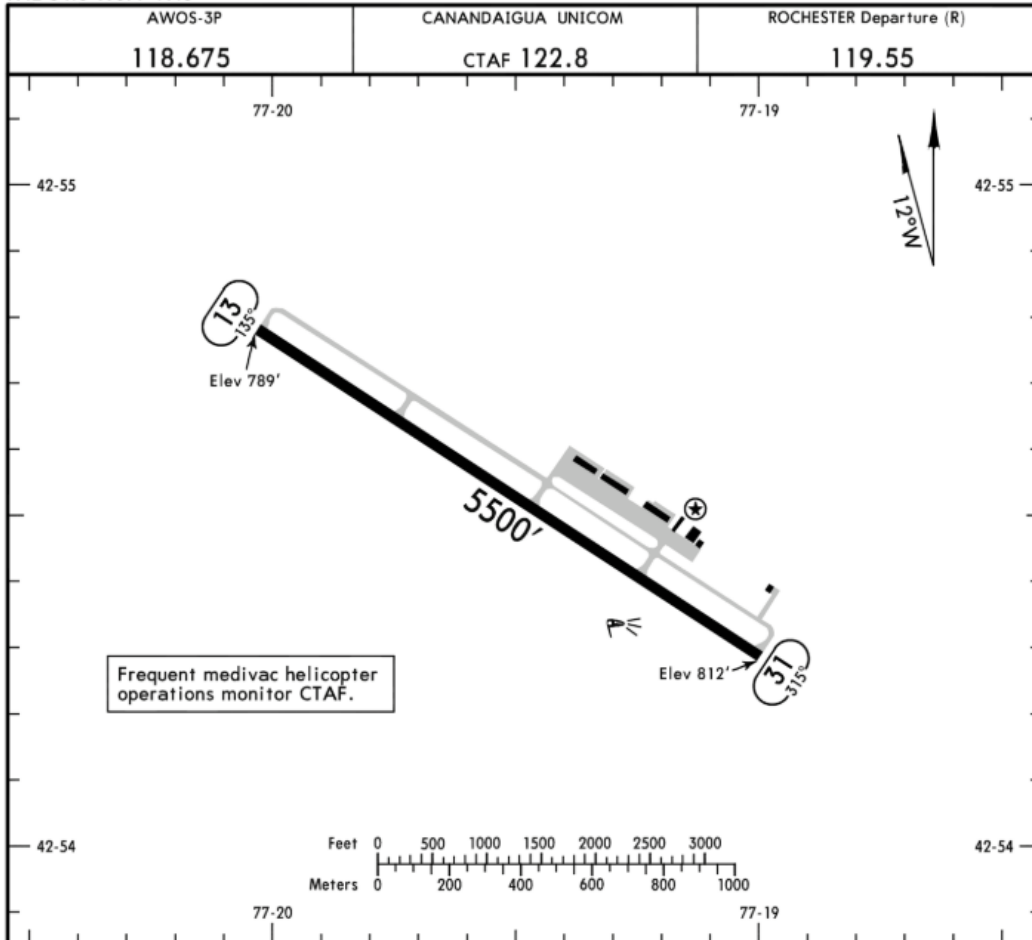 AWOS-3P
118.675
CANANDAIGUA UNICOM
CTAF 122.8
ROCHESTER Departure (R)
119.55
77-20
77-19
42-55
42-55
12°W
13
135°
Elev 789'
5500'
Elev 812'
31
315°
Frequent medivac helicopter
operations monitor CTAF.
42-54
42-54
Feet 0 500 1000 1500 2000 2500 3000
Meters 0 200 400 600 800 1000
77-20
77-19